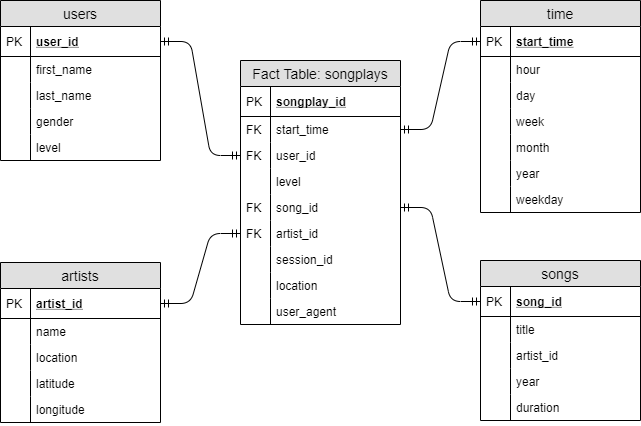 users
PK user_id
first_name
last_name
gender
level
Fact Table: songplays
PK songplay_id
FK start_time
FK user_id
level
FK song_id
FK artist_id
session_id
location
user_agent
time
PK start_time
hour
day
week
month
year
weekday
artists
PK artist_id
name
location
latitude
longitude
songs
PK song_id
title
artist_id
year
duration